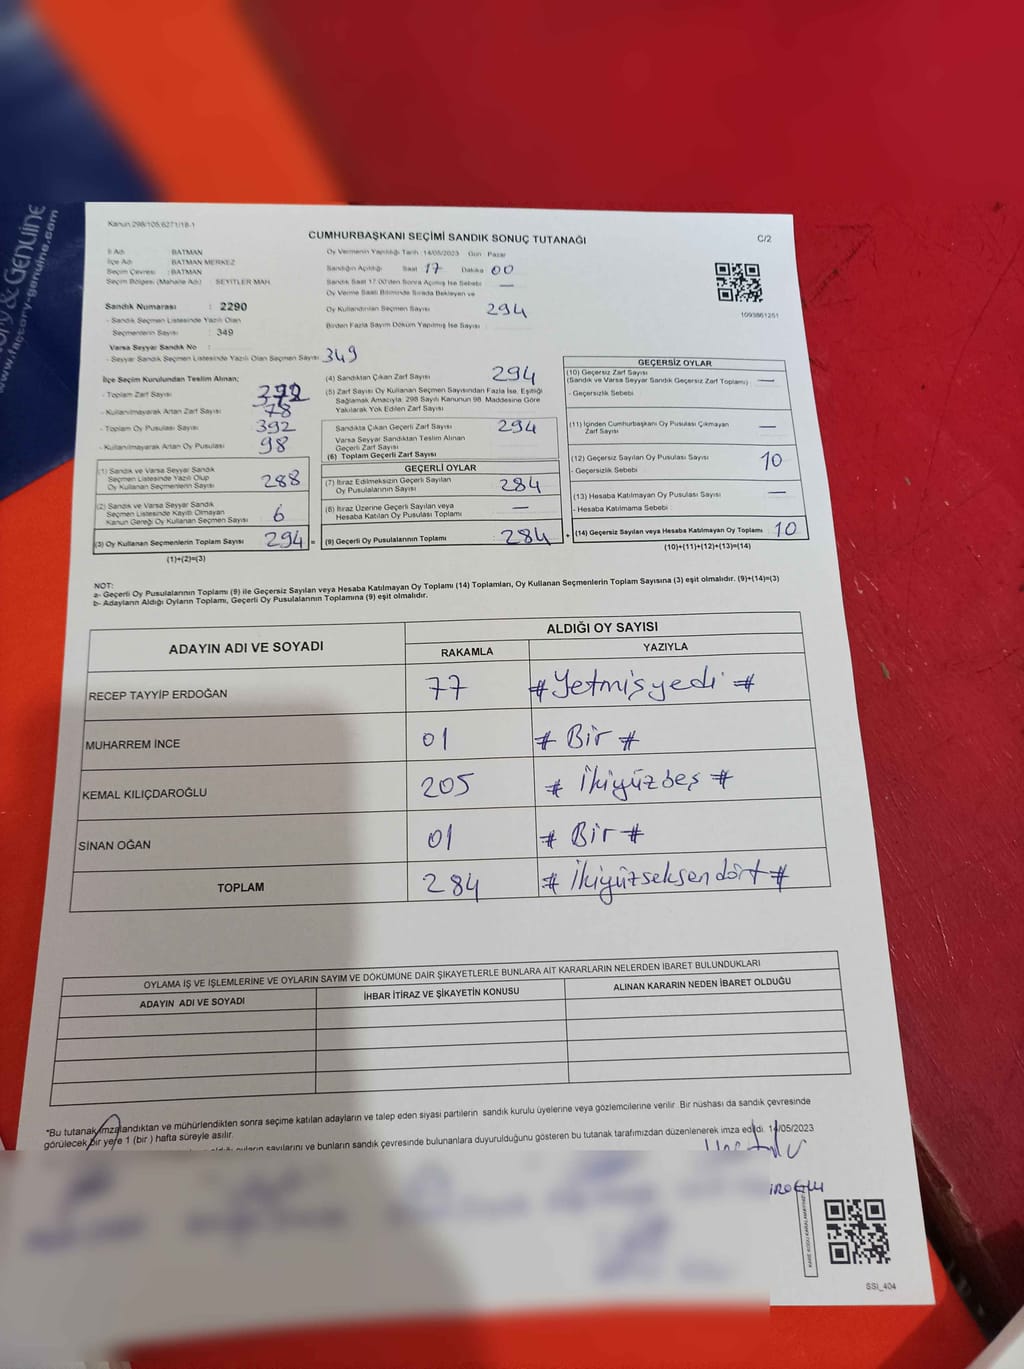 Kanun 298/105,6271/18-1
CUMHURBAŞKANI SEÇİMİ SANDIK SONUÇ TUTANAĞI
C/2
İl Adı : BATMAN
İlçe Adı : BATMAN MERKEZ
Seçim Çevresi : BATMAN
Seçim Bölgesi (Mahalle Adı) : SEYİTLER MAH.
Sandık Numarası : 2290
- Sandık Seçmen Listesinde Yazılı Olan
Seçmenlerin Sayısı : 349
Varsa Seyyar Sandık No :
- Seyyar Sandık Seçmen Listesinde Yazılı Olan Seçmen Sayısı : 349
Oy Vermenin Yapıldığı Tarih : 14/05/2023 Gün : Pazar
Sandığın Açıldığı Saat 17 Dakika 00
Sandık Saat 17:00'den Sonra Açılmış İse Sebebi : —
Oy Verme Saati Bitiminde Sırada Bekleyen ve
Oy Kullandırılan Seçmen Sayısı : 294
Birden Fazla Sayım Döküm Yapılmış İse Sayısı :
1093861251
İlçe Seçim Kurulundan Teslim Alınan;
- Toplam Zarf Sayısı
- Kullanılmayarak Artan Zarf Sayısı : 78
- Toplam Oy Pusulası Sayısı : 392
- Kullanılmayarak Artan Oy Pusulası : 98
(1) Sandık ve Varsa Seyyar Sandık
Seçmen Listesinde Yazılı Olup
Oy Kullanan Seçmenlerin Sayısı 288
(2) Sandık ve Varsa Seyyar Sandık
Seçmen Listesinde Kayıtlı Olmayan
Kanun Gereği Oy Kullanan Seçmen Sayısı 6
(3) Oy Kullanan Seçmenlerin Toplam Sayısı 294 =
(1)+(2)=(3)
(4) Sandıktan Çıkan Zarf Sayısı : 294
(5) Zarf Sayısı Oy Kullanan Seçmen Sayısından Fazla İse, Eşitliği
Sağlamak Amacıyla; 298 Sayılı Kanunun 98. Maddesine Göre
Yakılarak Yok Edilen Zarf Sayısı
Sandıkta Çıkan Geçerli Zarf Sayısı : 294
Varsa Seyyar Sandıktan Teslim Alınan
Geçerli Zarf Sayısı
(6) Toplam Geçerli Zarf Sayısı
GEÇERLİ OYLAR
(7) İtiraz Edilmeksizin Geçerli Sayılan
Oy Pusulalarının Sayısı 284
(8) İtiraz Üzerine Geçerli Sayılan veya
Hesaba Katılan Oy Pusulası Toplamı —
(9) Geçerli Oy Pusulalarının Toplamı : 284 +
GEÇERSİZ OYLAR
(10) Geçersiz Zarf Sayısı
(Sandık ve Varsa Seyyar Sandık Geçersiz Zarf Toplamı) : —
- Geçersizlik Sebebi
(11) İçinden Cumhurbaşkanı Oy Pusulası Çıkmayan
Zarf Sayısı : —
(12) Geçersiz Sayılan Oy Pusulası Sayısı : 10
- Geçersizlik Sebebi
(13) Hesaba Katılmayan Oy Pusulası Sayısı : —
- Hesaba Katılmama Sebebi
(14) Geçersiz Sayılan veya Hesaba Katılmayan Oy Toplamı : 10
(10)+(11)+(12)+(13)=(14)
NOT:
a- Geçerli Oy Pusulalarının Toplamı (9) ile Geçersiz Sayılan veya Hesaba Katılmayan Oy Toplamı (14) Toplamları, Oy Kullanan Seçmenlerin Toplam Sayısına (3) eşit olmalıdır. (9)+(14)=(3)
b- Adayların Aldığı Oyların Toplamı, Geçerli Oy Pusulalarının Toplamına (9) eşit olmalıdır.
ADAYIN ADI VE SOYADI
ALDIĞI OY SAYISI
RAKAMLA YAZIYLA
RECEP TAYYİP ERDOĞAN 77 # Yetmişyedi #
MUHARREM İNCE 01 # Bir #
KEMAL KILIÇDAROĞLU 205 # İkiyüzbeş #
SİNAN OĞAN 01 # Bir #
TOPLAM 284 # İkiyüzseksendört #
OYLAMA İŞ VE İŞLEMLERİNE VE OYLARIN SAYIM VE DÖKÜMÜNE DAİR ŞİKAYETLERLE BUNLARA AİT KARARLARIN NELERDEN İBARET BULUNDUKLARI
ADAYIN ADI VE SOYADI İHBAR İTİRAZ VE ŞİKAYETİN KONUSU ALINAN KARARIN NEDEN İBARET OLDUĞU
*Bu tutanak imzalandıktan ve mühürlendikten sonra seçime katılan adayların ve talep eden siyasi partilerin sandık kurulu üyelerine veya gözlemcilerine verilir. Bir nüshası da sandık çevresinde
görülecek bir yere 1 (bir ) hafta süreyle asılır.
sayılarını ve bunların sandık çevresinde bulunanlara duyurulduğunu gösteren bu tutanak tarafımızdan düzenlenerek imza edildi. 14/05/2023
SSI_404
& Genuine
www.factory-genuine.com